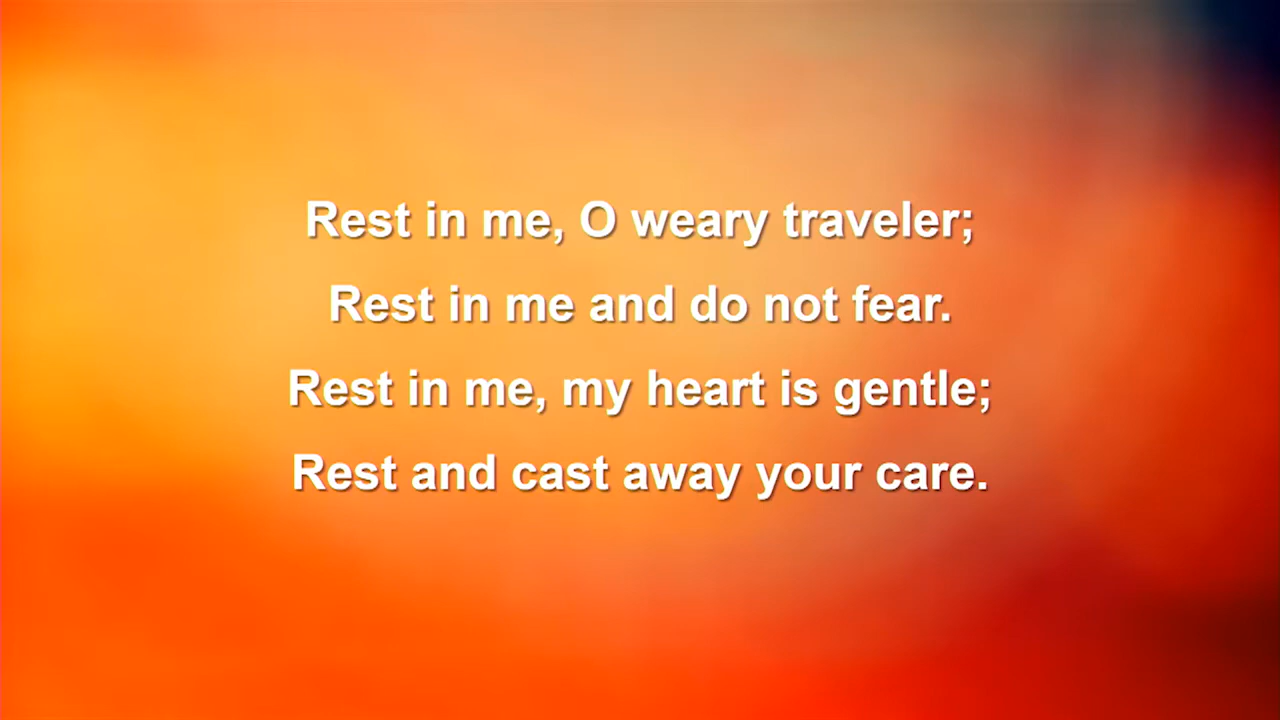 Rest in me, O weary traveler;
Rest in me and do not fear.
Rest in me, my heart is gentle;
Rest and cast away your care.